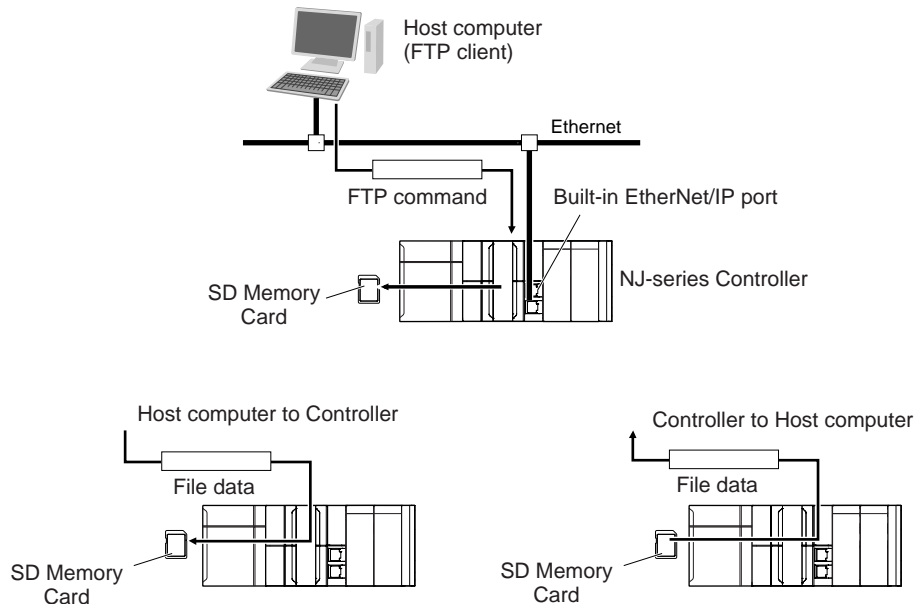 Host computer
(FTP client)
Ethernet
FTP command
Built-in EtherNet/IP port
NJ-series Controller
SD Memory
Card
Host computer to Controller
File data
SD Memory
Card
Controller to Host computer
File data
SD Memory
Card